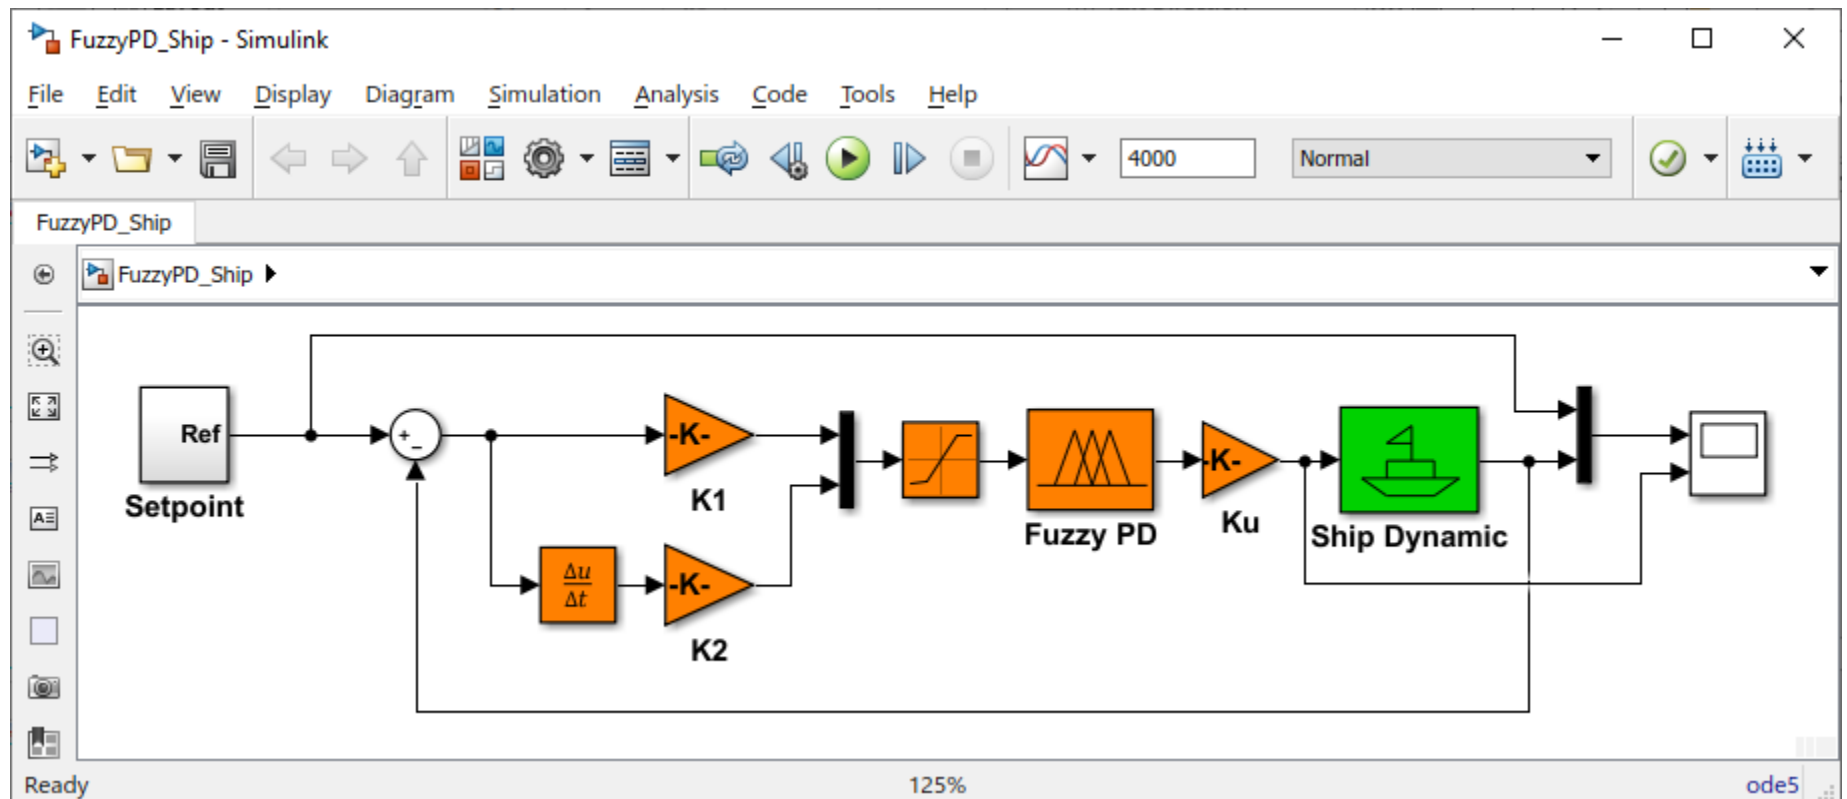 FuzzyPD_Ship - Simulink
File Edit View Display Diagram Simulation Analysis Code Tools Help
4000 Normal
FuzzyPD_Ship
FuzzyPD_Ship
Ref
Setpoint
+
-
-K-
K1
Δu
Δt
-K-
K2
Fuzzy PD
-K-
Ku
Ship Dynamic
Ready 125% ode5